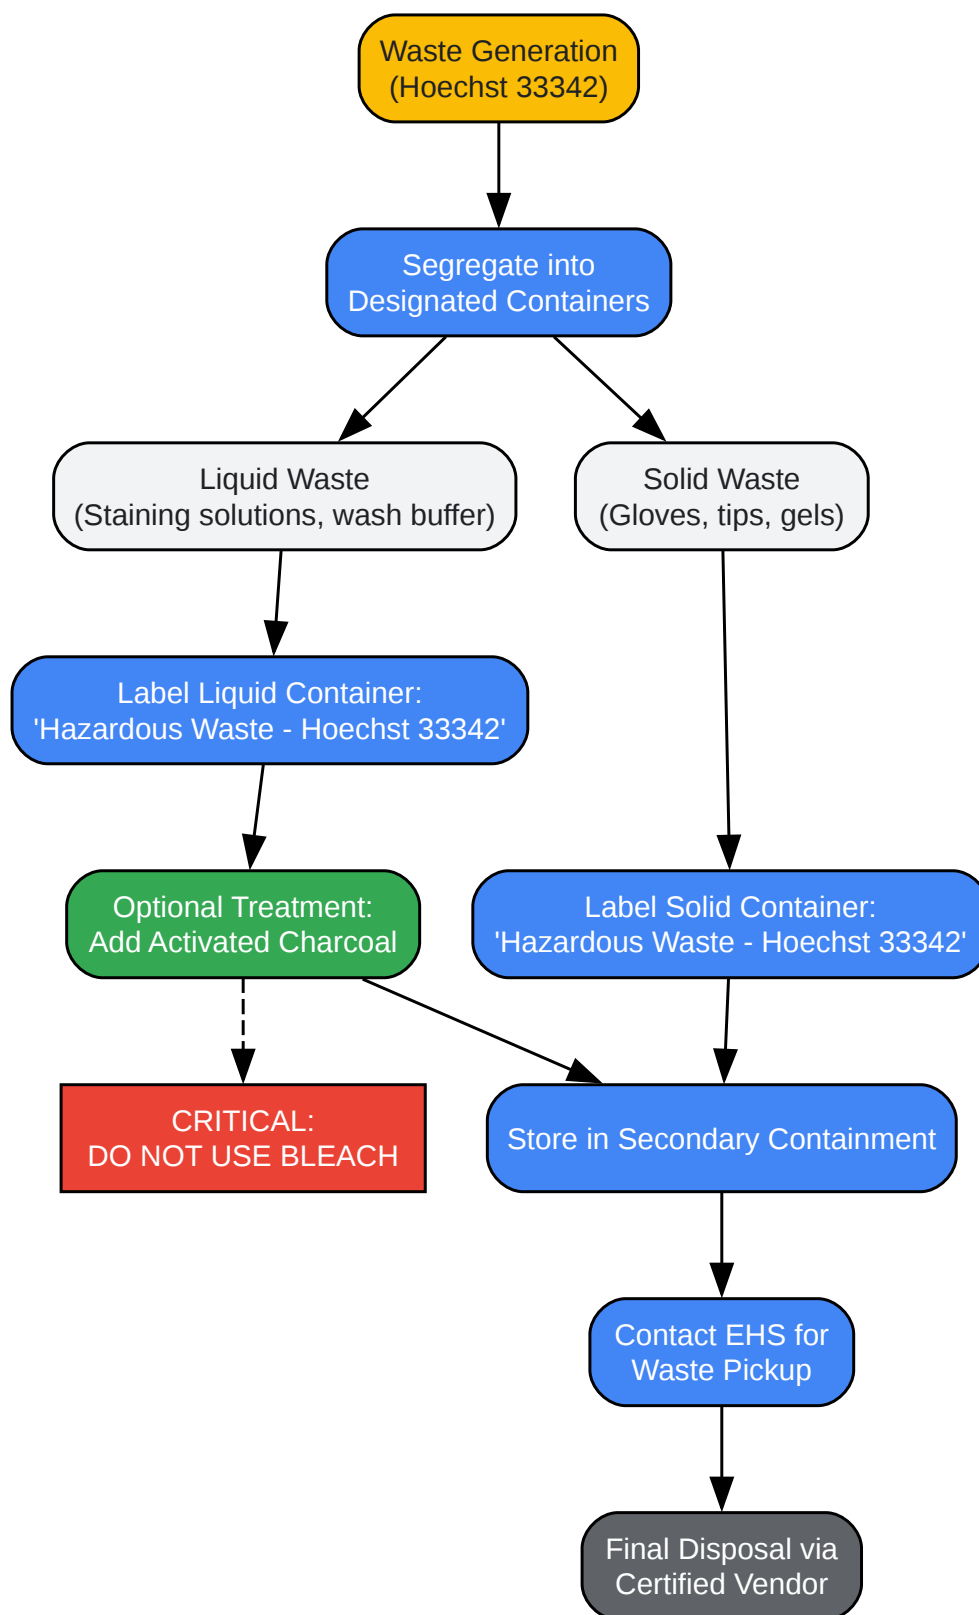 Waste Generation
(Hoechst 33342)
Segregate into
Designated Containers
Liquid Waste
(Staining solutions, wash buffer)
Solid Waste
(Gloves, tips, gels)
Label Liquid Container:
'Hazardous Waste - Hoechst 33342'
Optional Treatment:
Add Activated Charcoal
Label Solid Container:
'Hazardous Waste - Hoechst 33342'
CRITICAL:
DO NOT USE BLEACH
Store in Secondary Containment
Contact EHS for
Waste Pickup
Final Disposal via
Certified Vendor